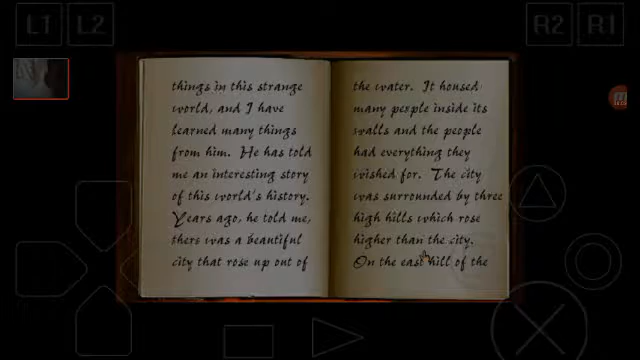 L1 L2
R2 R1
things in this strange
world, and I have
learned many things
from him. He has told
me an interesting story
of this world's history.
Years ago, he told me,
there was a beautiful
city that rose up out of
the water. It housed
many people inside its
walls and the people
had everything they
wished for. The city
was surrounded by three
high hills which rose
higher than the city.
On the east hill of the